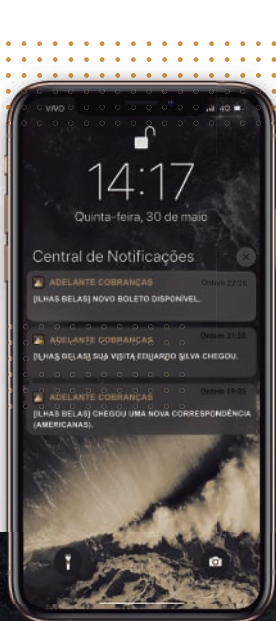 VIVO
4G
14:17
Quinta-feira, 30 de maio
Central de Notificações
ADELANTE COBRANÇAS
Ontem 22:26
[ILHAS BELAS] NOVO BOLETO DISPONÍVEL.
ADELANTE COBRANÇAS
Ontem 21:38
[ILHAS BELAS] SUA VISITA EDUARDO SILVA CHEGOU.
ADELANTE COBRANÇAS
Ontem 19:05
[ILHAS BELAS] CHEGOU UMA NOVA CORRESPONDÊNCIA
(AMERICANAS).